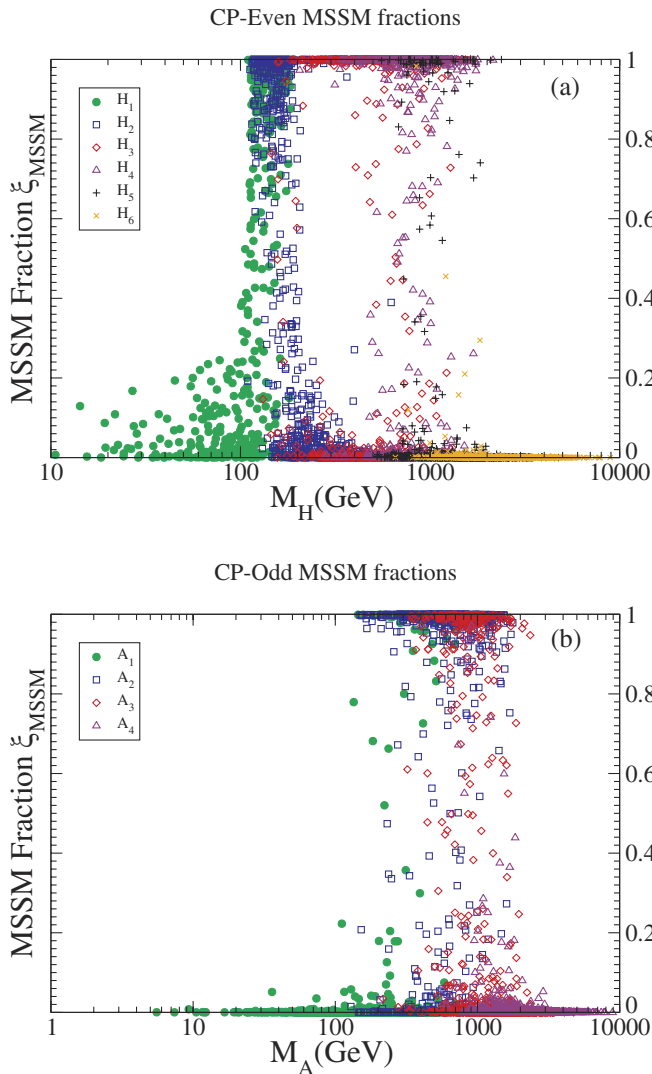 CP-Even MSSM fractions
(a)
H1
H2
H3
H4
H5
H6
MSSM Fraction ξMSSM
1
0.8
0.6
0.4
0.2
0
10 100 1000 10000
MH(GeV)
CP-Odd MSSM fractions
(b)
A1
A2
A3
A4
MSSM Fraction ξMSSM
1
0.8
0.6
0.4
0.2
0
1 10 100 1000 10000
MA(GeV)